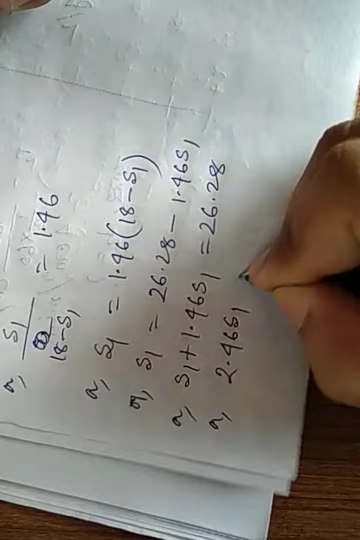 a, S₁ / 18-S₁ = 1.46
a, S₁ = 1.46(18-S₁)
a, S₁ = 26.28 - 1.46S₁
a, S₁ + 1.46S₁ = 26.28
a, 2.46S₁